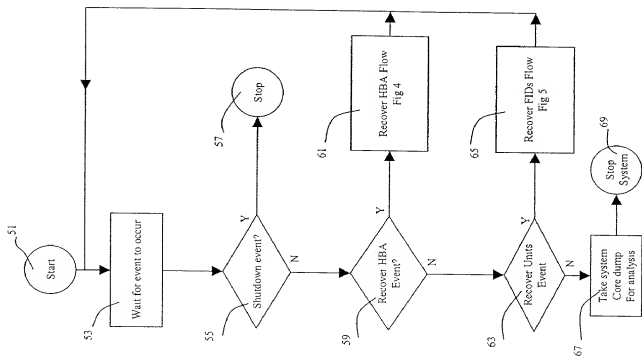 51
Start
53
Wait for event to occur
55
Shutdown event?
Y
N
57
Stop
59
Recover HBA
Event?
Y
N
61
Recover HBA Flow
Fig 4
63
Recover Units
Event
Y
N
65
Recover FIDs Flow
Fig 5
67
Take system
Core dump
For analysis
69
Stop
System